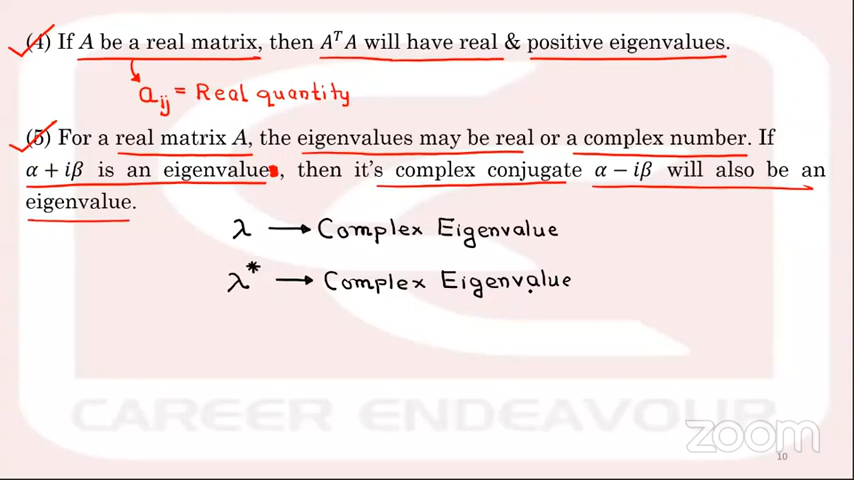 (4) If A be a real matrix, then AᵀA will have real & positive eigenvalues.
aᵢⱼ = Real quantity
(5) For a real matrix A, the eigenvalues may be real or a complex number. If
α + iβ is an eigenvalue, then it's complex conjugate α − iβ will also be an
eigenvalue.
λ → Complex Eigenvalue
λ* → Complex Eigenvalue
CAREER ENDEAVOUR
zoom
10